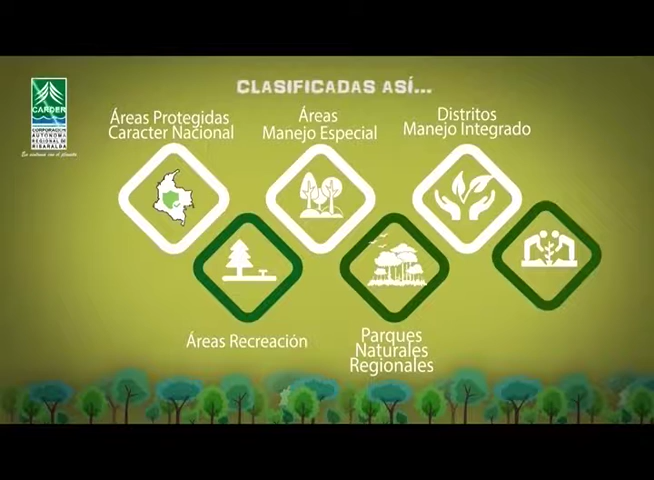 CLASIFICADAS ASÍ...
CARDER
CORPORACION
AUTONOMA
REGIONAL DE
RISARALDA
Áreas Protegidas
Caracter Nacional
Áreas
Manejo Especial
Distritos
Manejo Integrado
Áreas Recreación
Parques
Naturales
Regionales